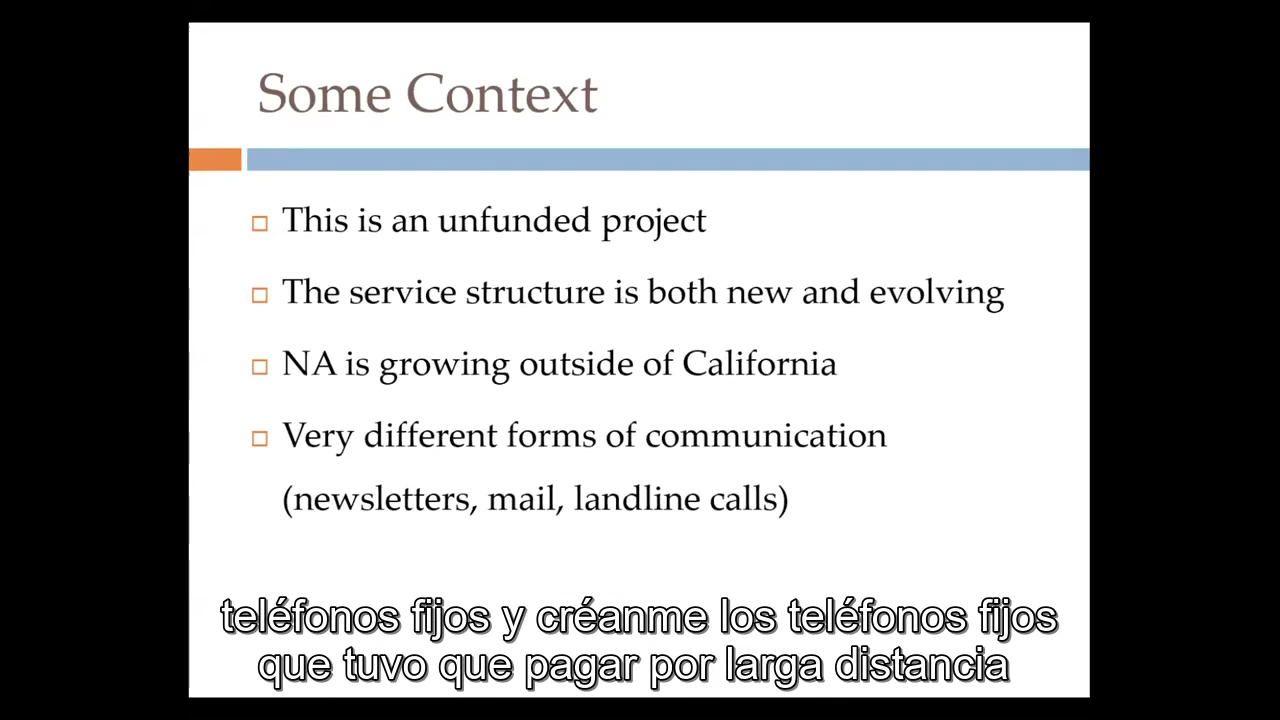 Some Context
This is an unfunded project
The service structure is both new and evolving
NA is growing outside of California
Very different forms of communication
(newsletters, mail, landline calls)
teléfonos fijos y créanme los teléfonos fijos
que tuvo que pagar por larga distancia